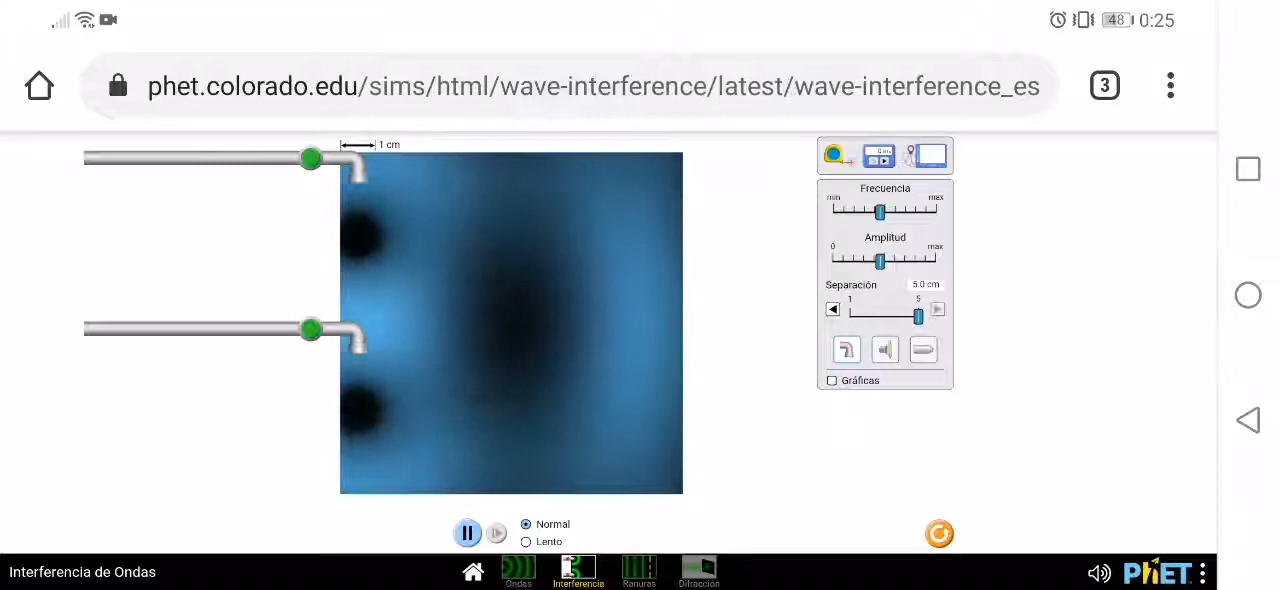 48 0:25
phet.colorado.edu/sims/html/wave-interference/latest/wave-interference_es
3
1 cm
Frecuencia
min max
Amplitud
0 max
Separación 5.0 cm
1 5
Gráficas
Normal
Lento
Interferencia de Ondas
Ondas Interferencia Ranuras Difracción
PhET